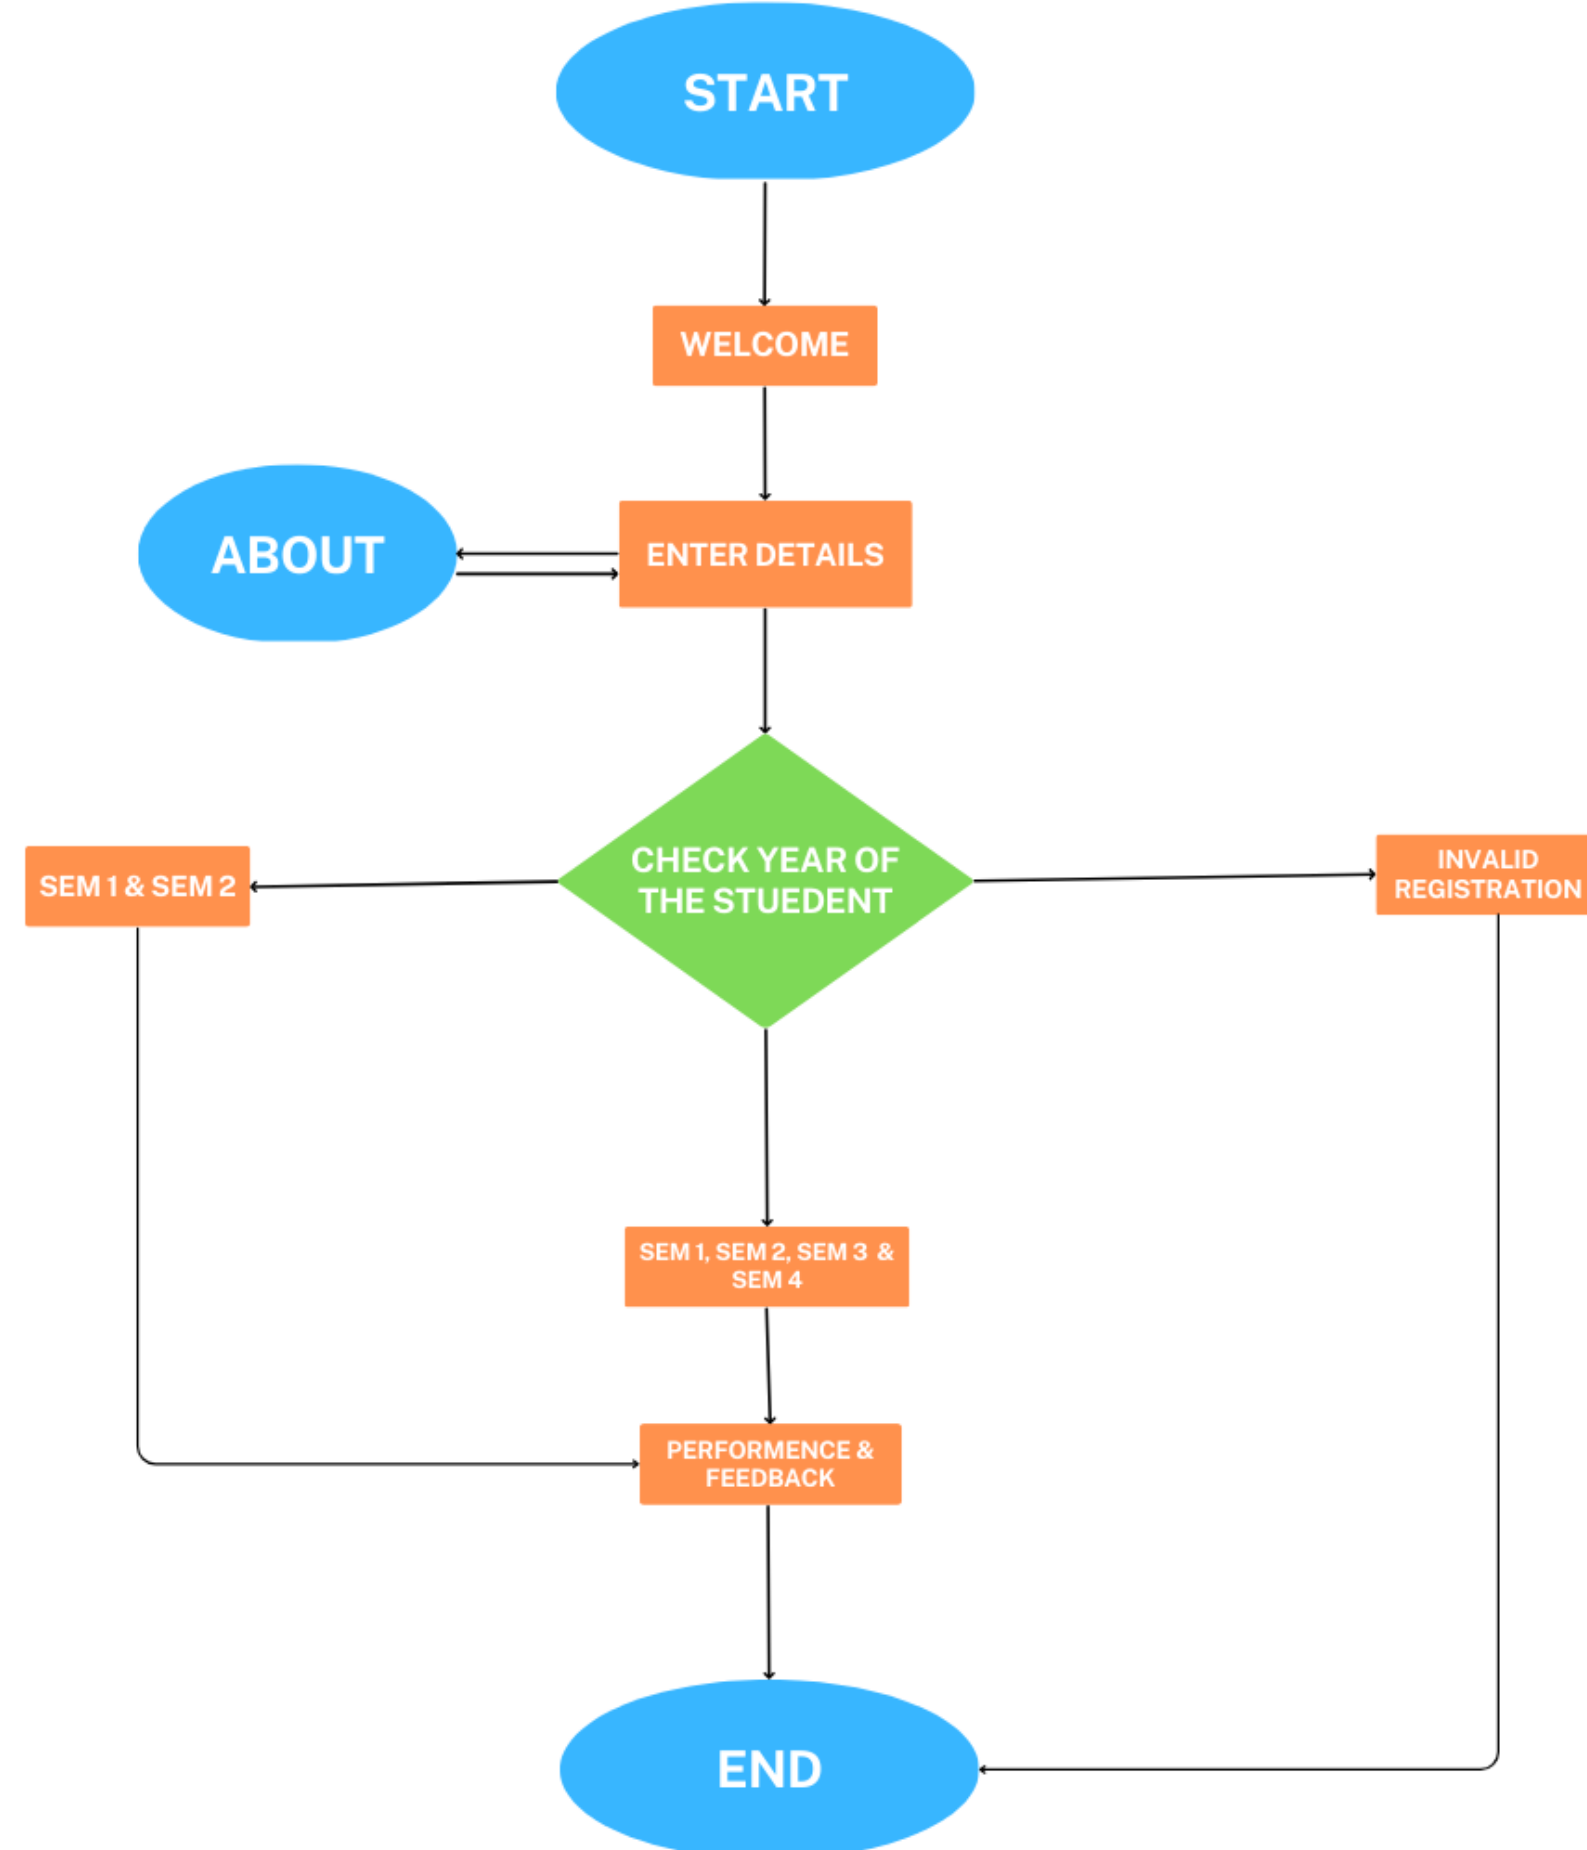 START
WELCOME
ABOUT
ENTER DETAILS
CHECK YEAR OF
THE STUEDENT
SEM 1 & SEM 2
INVALID
REGISTRATION
SEM 1, SEM 2, SEM 3 &
SEM 4
PERFORMENCE &
FEEDBACK
END